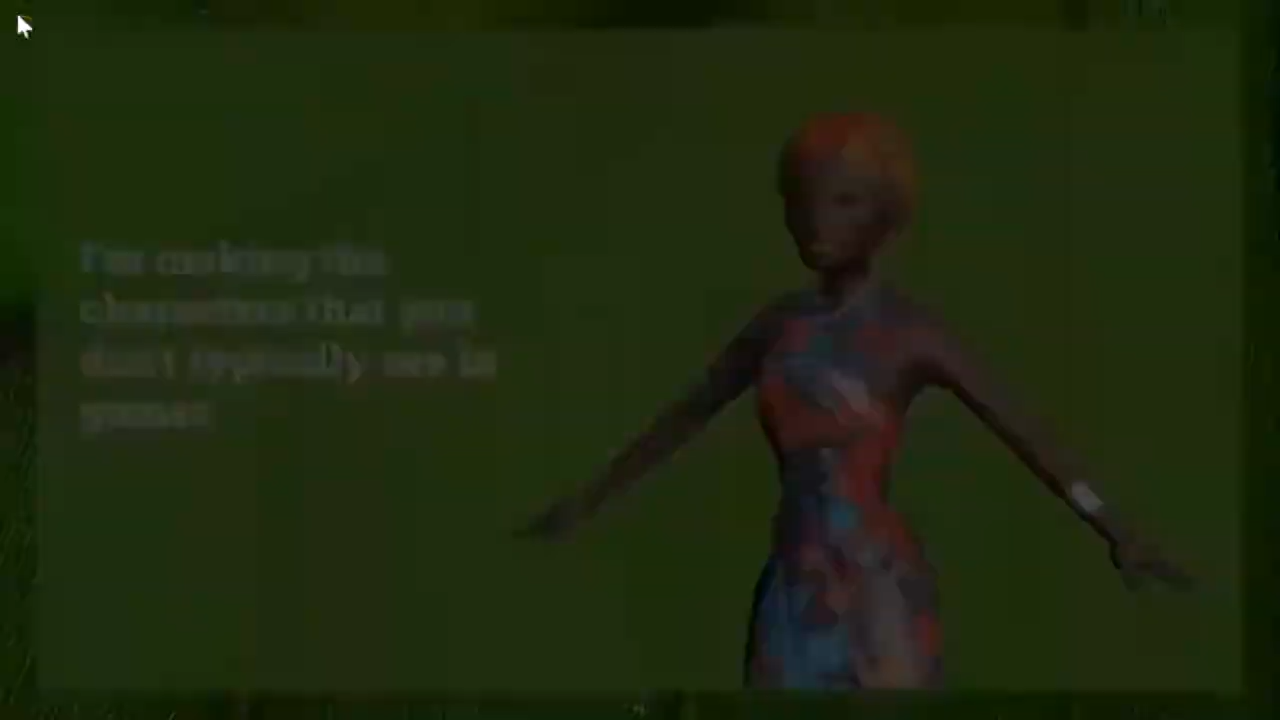 I'm making the
characters that you
don't typically see in
games